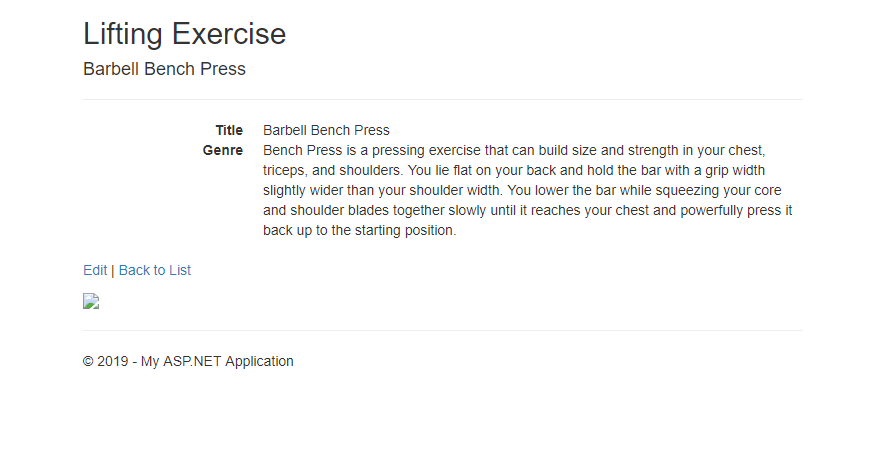 Lifting Exercise
Barbell Bench Press
Title Barbell Bench Press
Genre Bench Press is a pressing exercise that can build size and strength in your chest,
triceps, and shoulders. You lie flat on your back and hold the bar with a grip width
slightly wider than your shoulder width. You lower the bar while squeezing your core
and shoulder blades together slowly until it reaches your chest and powerfully press it
back up to the starting position.
Edit | Back to List
© 2019 - My ASP.NET Application